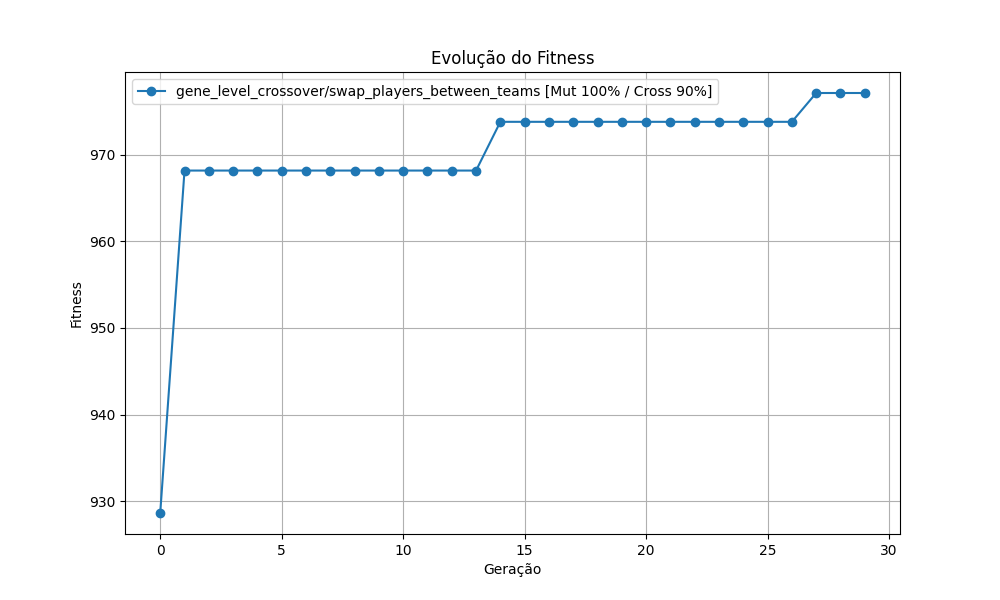 Evolução do Fitness
gene_level_crossover/swap_players_between_teams [Mut 100% / Cross 90%]
970
960
950
940
930
Fitness
0 5 10 15 20 25 30
Geração